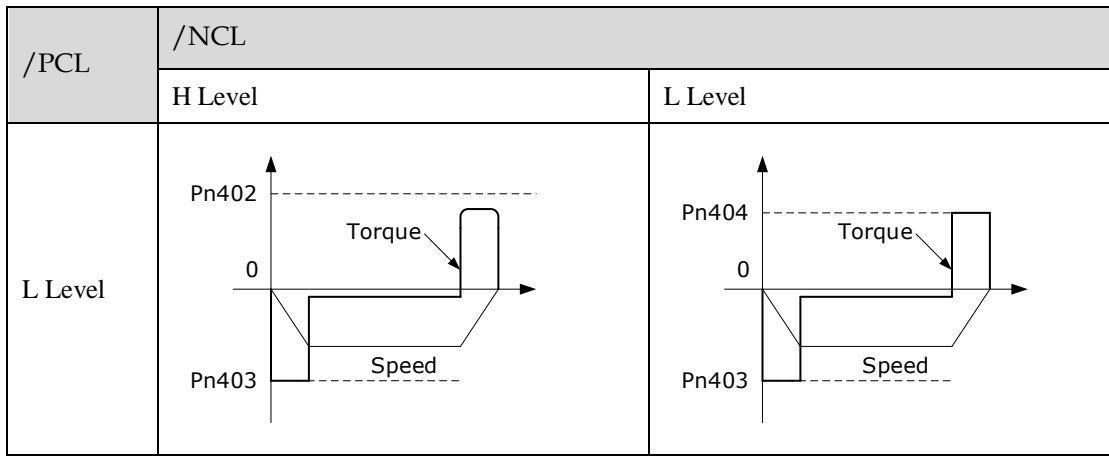 /PCL
/NCL
H Level
L Level
L Level
Pn402
Torque
0
Speed
Pn403
Pn404
Torque
0
Speed
Pn403